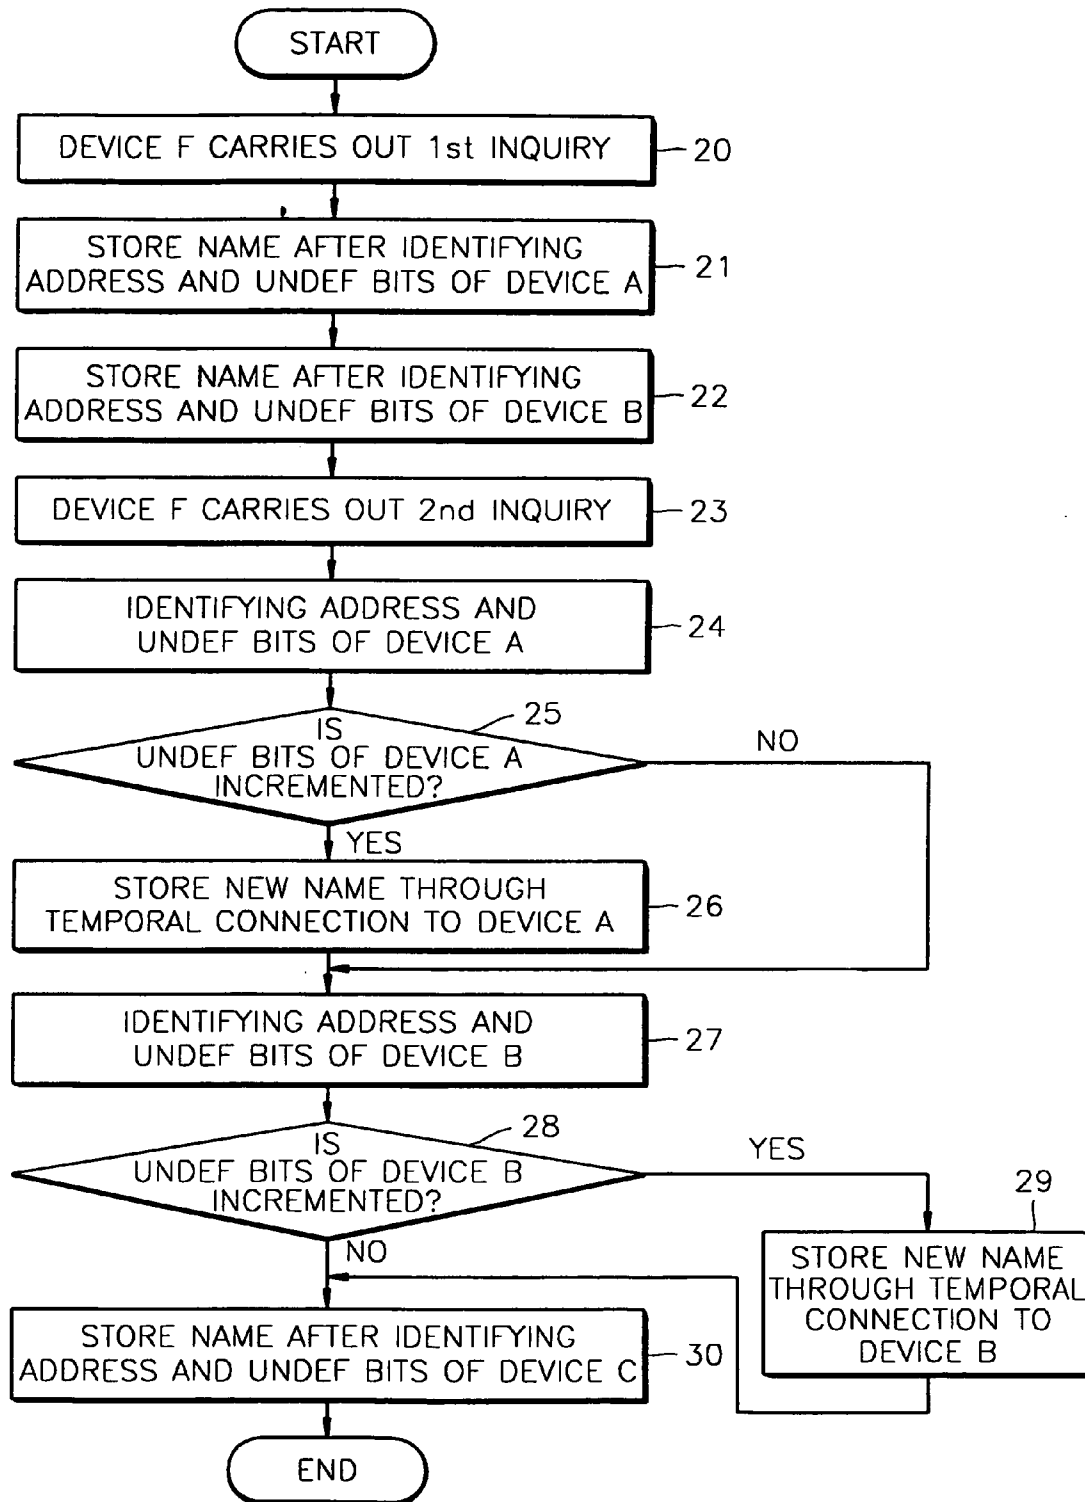 START
DEVICE F CARRIES OUT 1st INQUIRY
20
STORE NAME AFTER IDENTIFYING
ADDRESS AND UNDEF BITS OF DEVICE A
21
STORE NAME AFTER IDENTIFYING
ADDRESS AND UNDEF BITS OF DEVICE B
22
DEVICE F CARRIES OUT 2nd INQUIRY
23
IDENTIFYING ADDRESS AND
UNDEF BITS OF DEVICE A
24
25
IS
UNDEF BITS OF DEVICE A
INCREMENTED?
NO
YES
STORE NEW NAME THROUGH
TEMPORAL CONNECTION TO DEVICE A
26
IDENTIFYING ADDRESS AND
UNDEF BITS OF DEVICE B
27
28
IS
UNDEF BITS OF DEVICE B
INCREMENTED?
YES
NO
29
STORE NEW NAME
THROUGH TEMPORAL
CONNECTION TO
DEVICE B
STORE NAME AFTER IDENTIFYING
ADDRESS AND UNDEF BITS OF DEVICE C
30
END